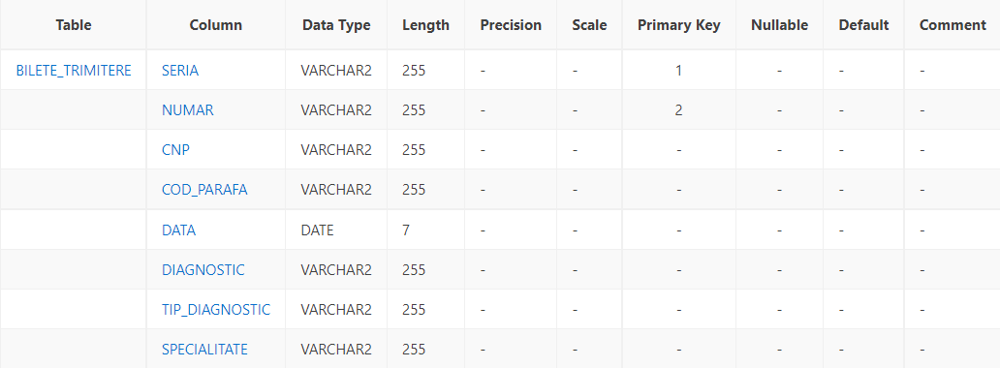 Table Column Data Type Length Precision Scale Primary Key Nullable Default Comment
BILETE_TRIMITERE SERIA VARCHAR2 255 - - 1 - - -
NUMAR VARCHAR2 255 - - 2 - - -
CNP VARCHAR2 255 - - - - - -
COD_PARAFA VARCHAR2 255 - - - - - -
DATA DATE 7 - - - - - -
DIAGNOSTIC VARCHAR2 255 - - - - - -
TIP_DIAGNOSTIC VARCHAR2 255 - - - - - -
SPECIALITATE VARCHAR2 255 - - - - - -